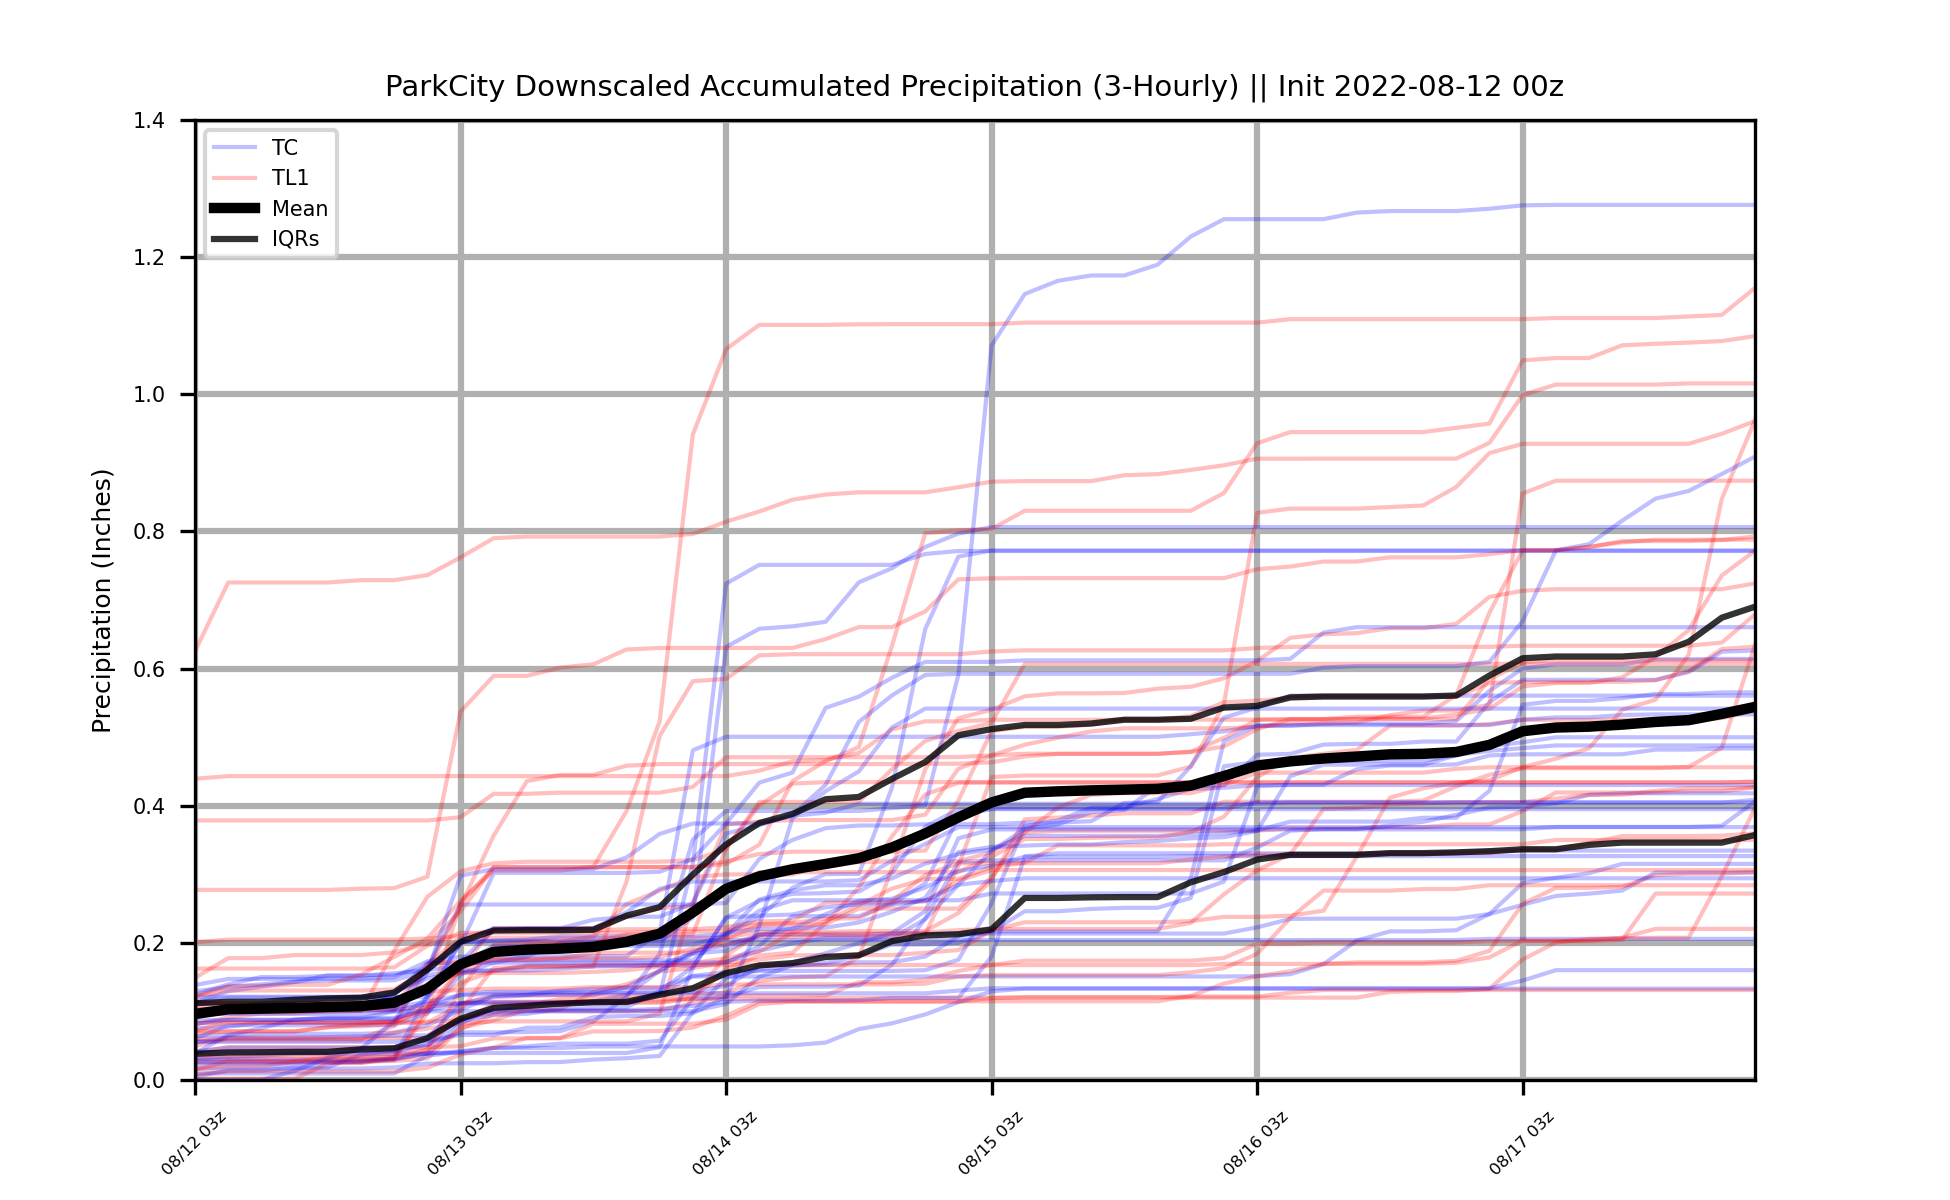 ParkCity Downscaled Accumulated Precipitation (3-Hourly) || Init 2022-08-12 00z
TC
TL1
Mean
IQRs
Precipitation (Inches)
1.4
1.2
1.0
0.8
0.6
0.4
0.2
0.0
08/12 03z
08/13 03z
08/14 03z
08/15 03z
08/16 03z
08/17 03z